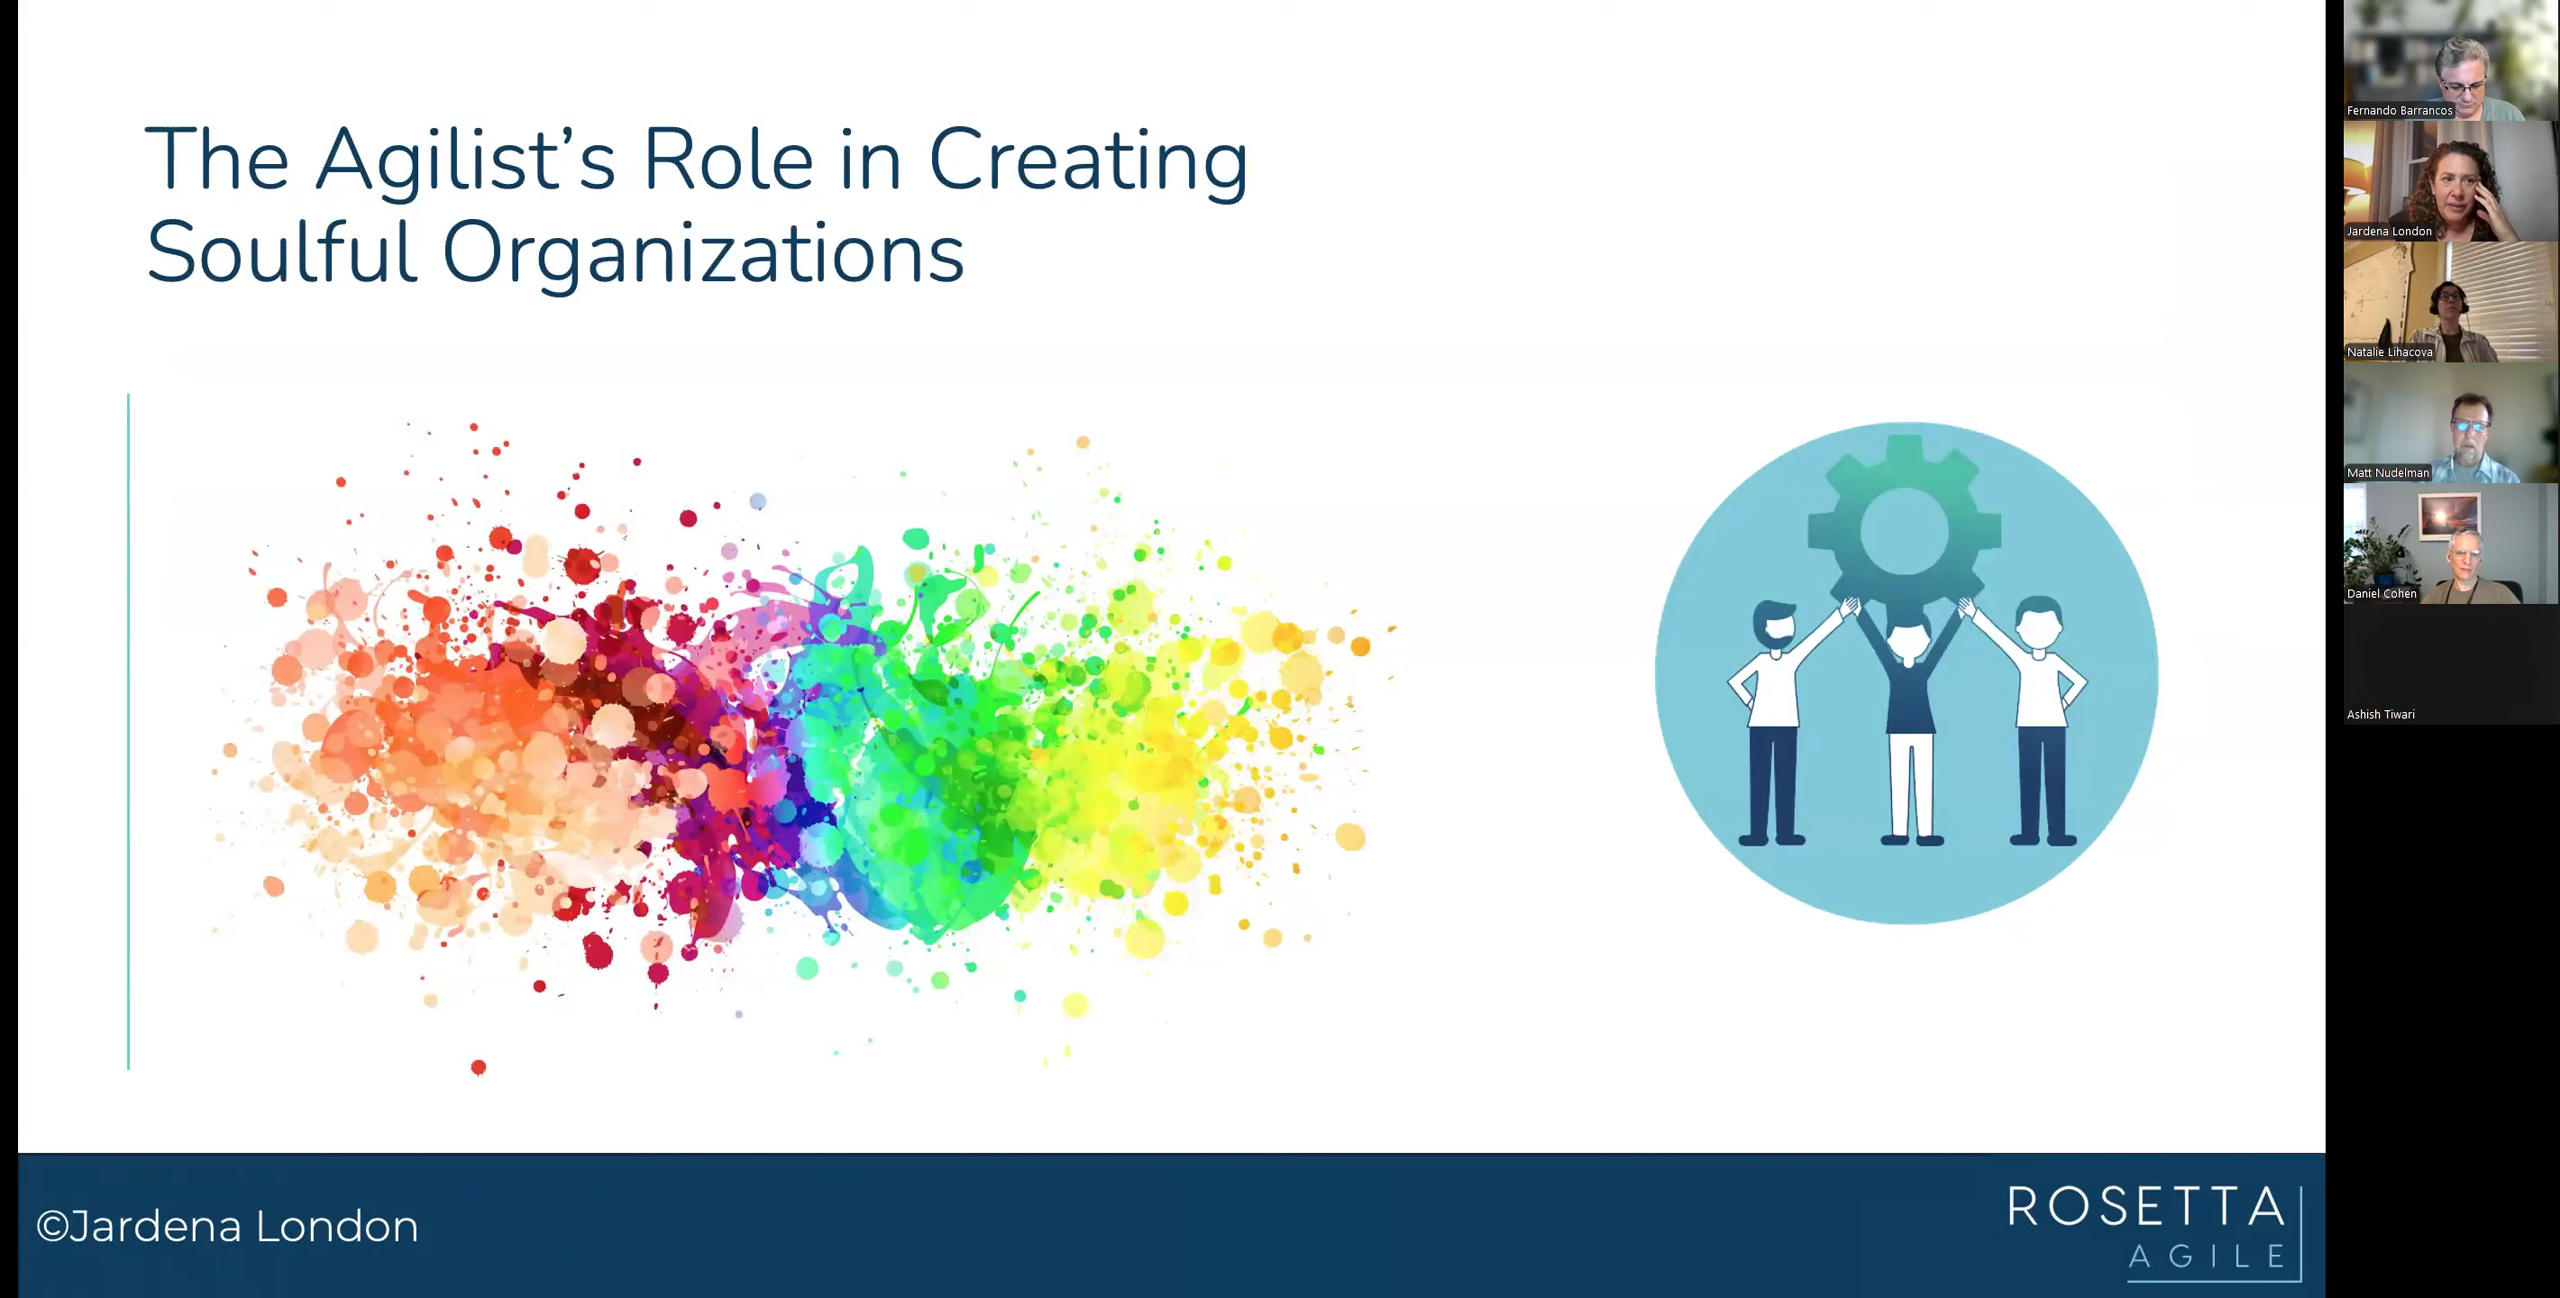 The Agilist’s Role in Creating
Soulful Organizations
©Jardena London
ROSETTA
AGILE
Fernando Barrancos
Jardena London
Natalie Lihacova
Matt Nudelman
Daniel Cohen
Ashish Tiwari